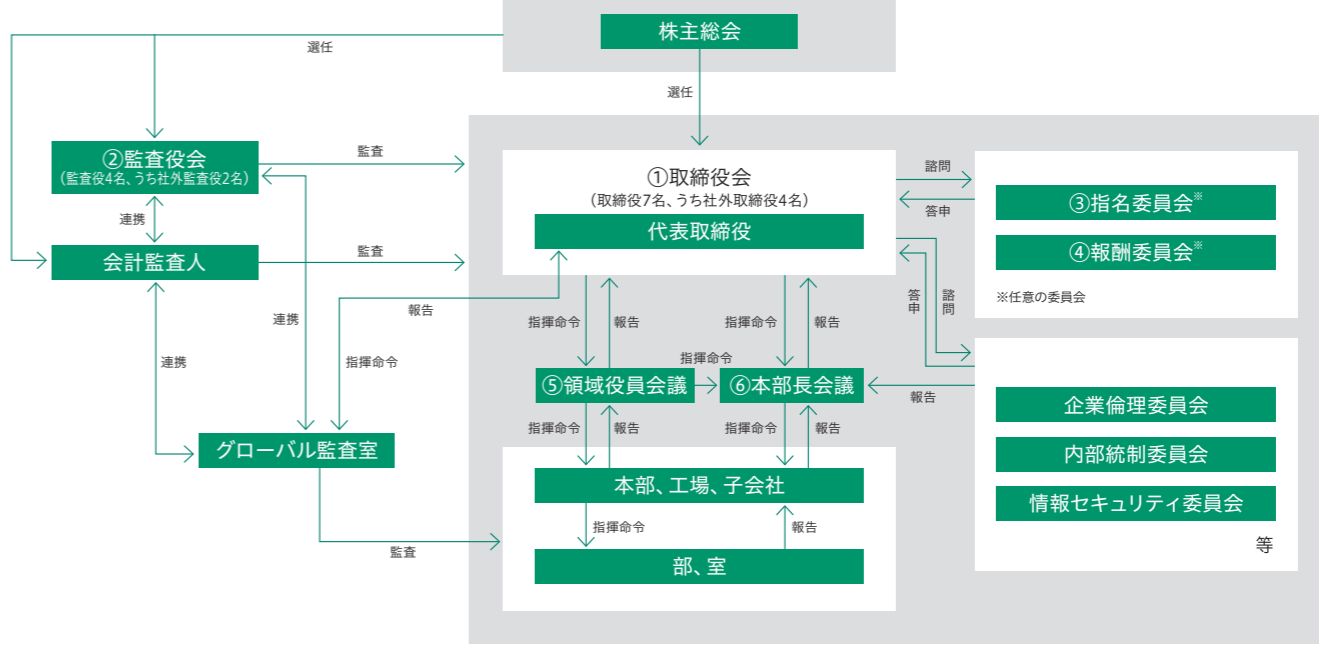 株主総会
選任
選任
②監査役会
（監査役4名、うち社外監査役2名）
監査
①取締役会
（取締役7名、うち社外取締役4名）
代表取締役
諮問
答申
③指名委員会※
④報酬委員会※
※任意の委員会
連携
会計監査人
監査
連携
連携
報告
指揮命令
指揮命令
報告
指揮命令
報告
答申
諮問
指揮命令
⑤領域役員会議
⑥本部長会議
報告
指揮命令
報告
指揮命令
報告
企業倫理委員会
内部統制委員会
情報セキュリティ委員会
等
グローバル監査室
監査
本部、工場、子会社
指揮命令
報告
部、室